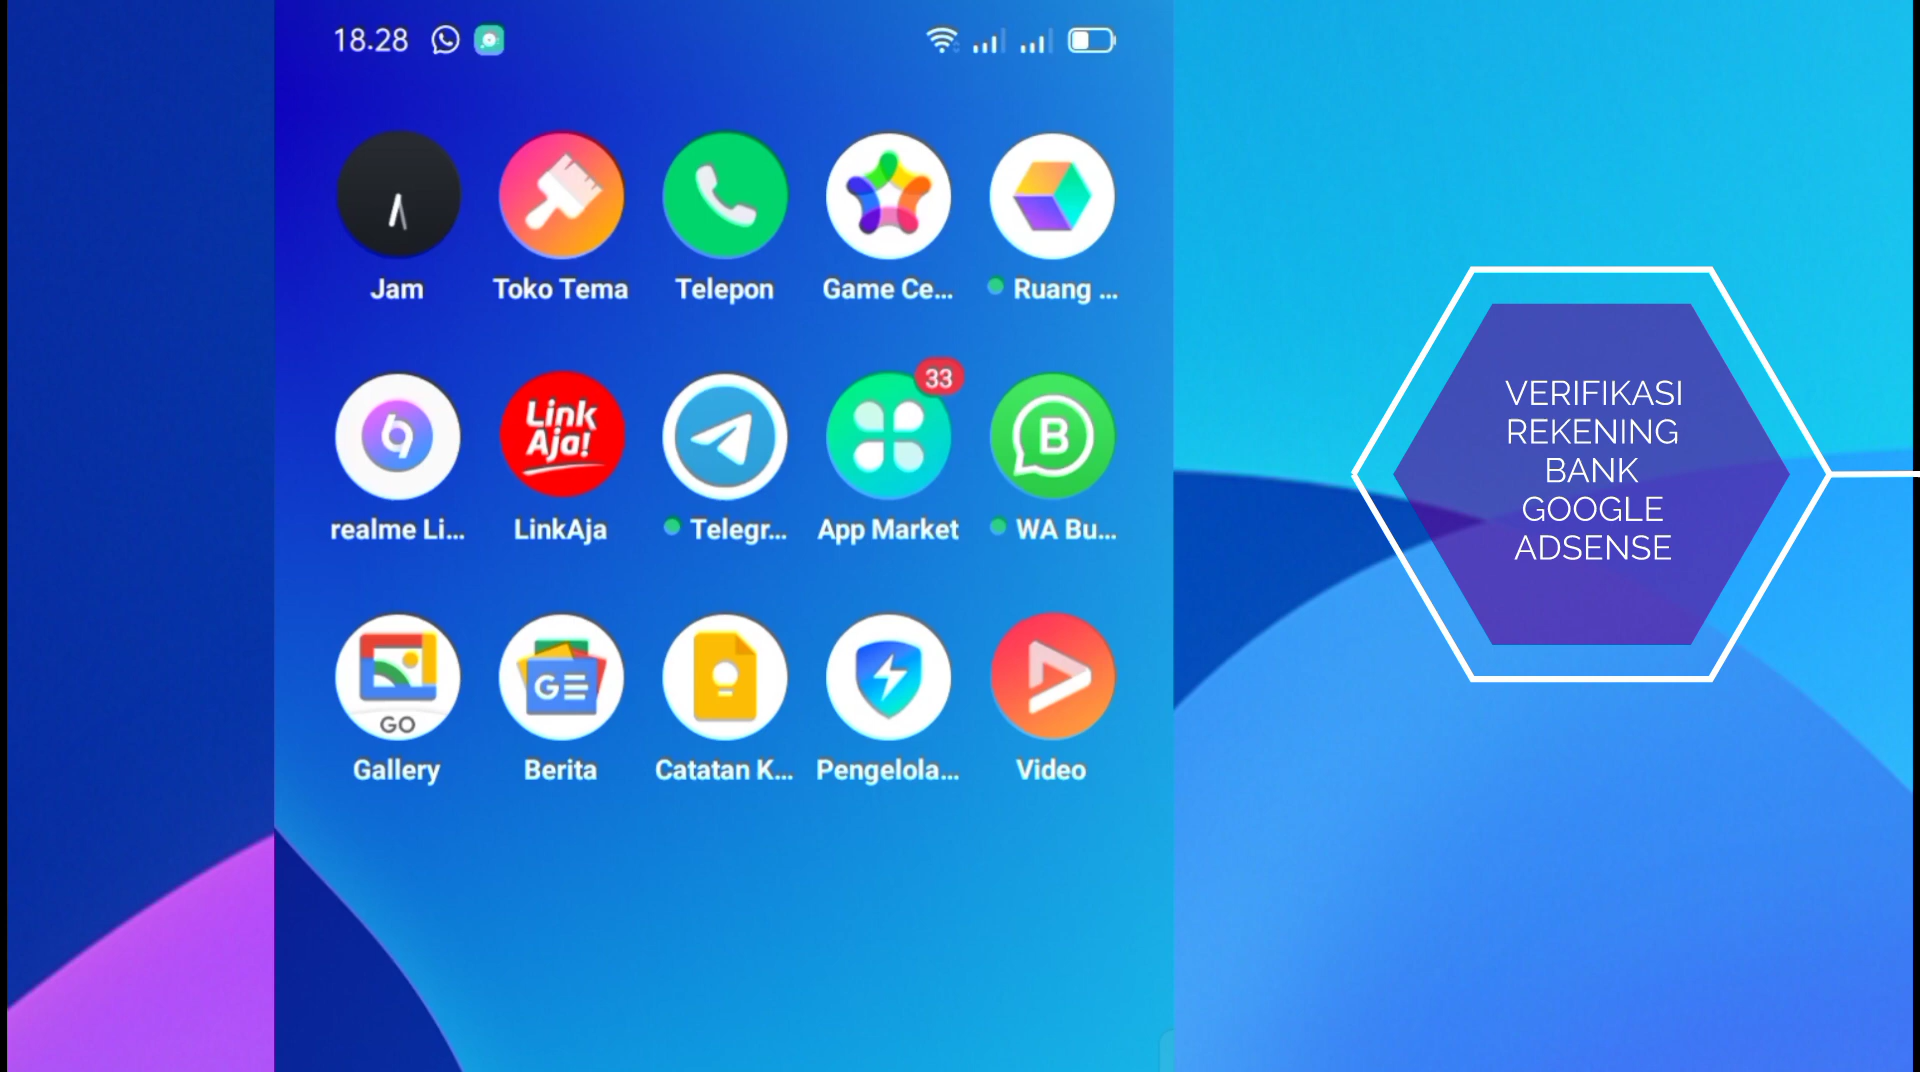 18.28
Jam
Toko Tema
Telepon
Game Ce...
Ruang ...
33
Link
Aja!
B
realme Li...
LinkAja
Telegr...
App Market
WA Bu...
GE
GO
Gallery
Berita
Catatan K...
Pengelola...
Video
VERIFIKASI
REKENING
BANK
GOOGLE
ADSENSE